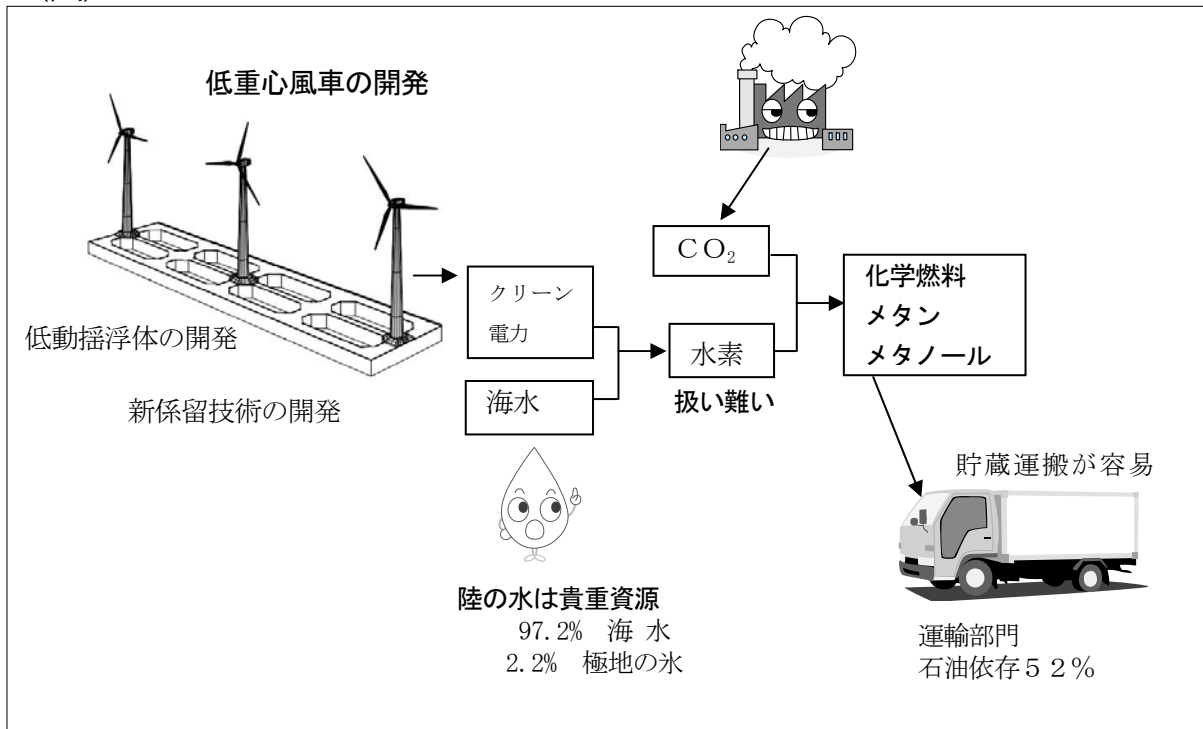 低重心風車の開発
低動揺浮体の開発
新係留技術の開発
クリーン
電力
海水
ＣＯ₂
水素
扱い難い
化学燃料
メタン
メタノール
貯蔵運搬が容易
陸の水は貴重資源
97.2%　海 水
2.2%　極地の氷
運輸部門
石油依存５２％